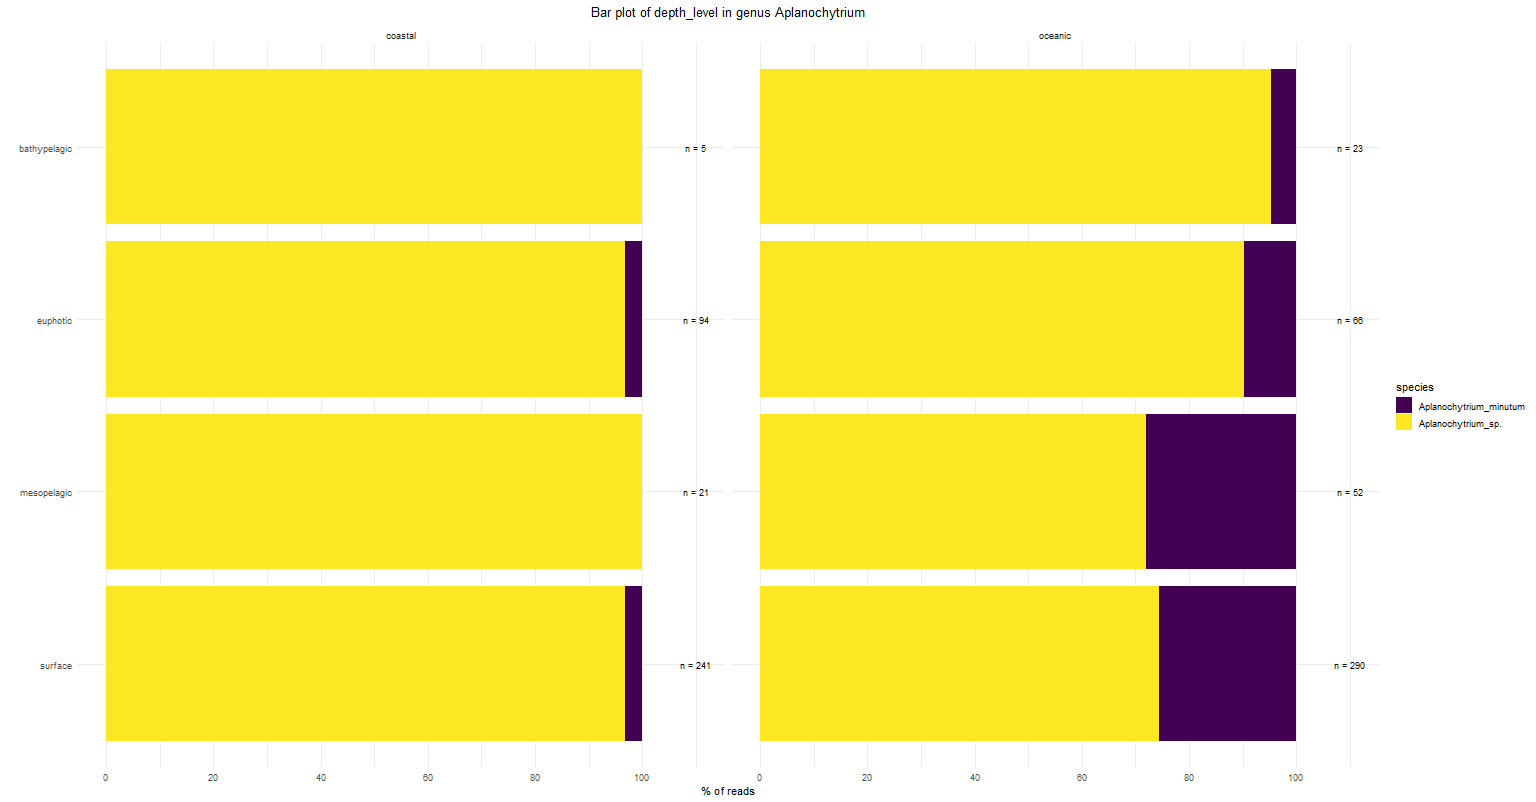 Bar plot of depth_level in genus Aplanochytrium
coastal
oceanic
bathypelagic
n = 5
n = 23
euphotic
n = 94
n = 66
species
Aplanochytrium_minutum
Aplanochytrium_sp.
mesopelagic
n = 21
n = 52
surface
n = 241
n = 290
0 20 40 60 80 100
0 20 40 60 80 100
% of reads